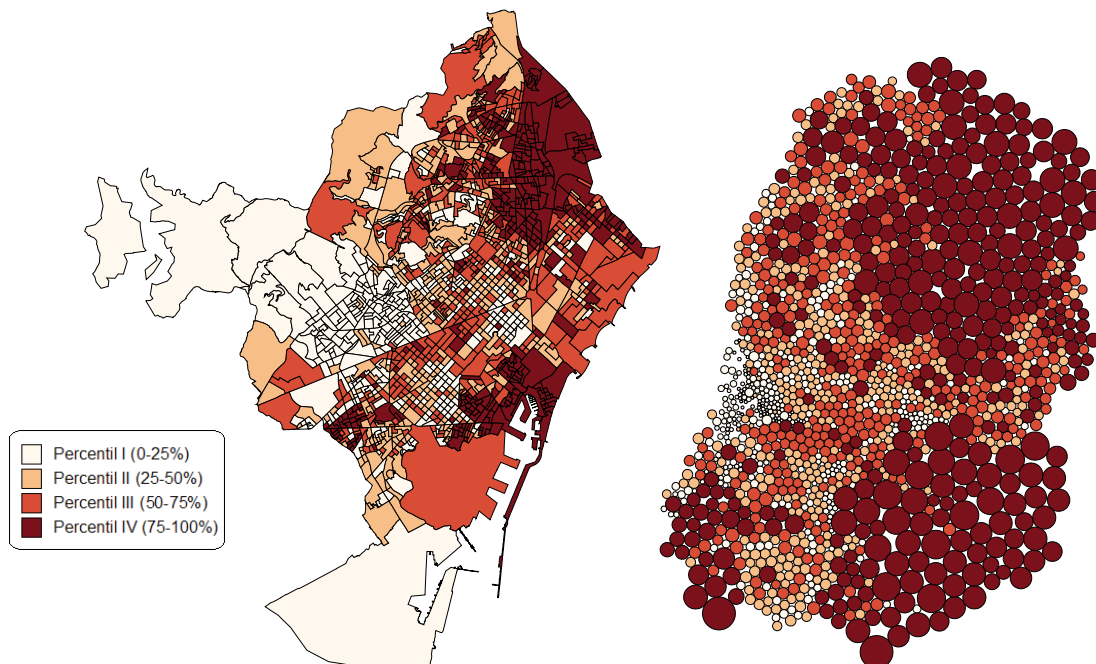 Percentil I (0-25%)
Percentil II (25-50%)
Percentil III (50-75%)
Percentil IV (75-100%)